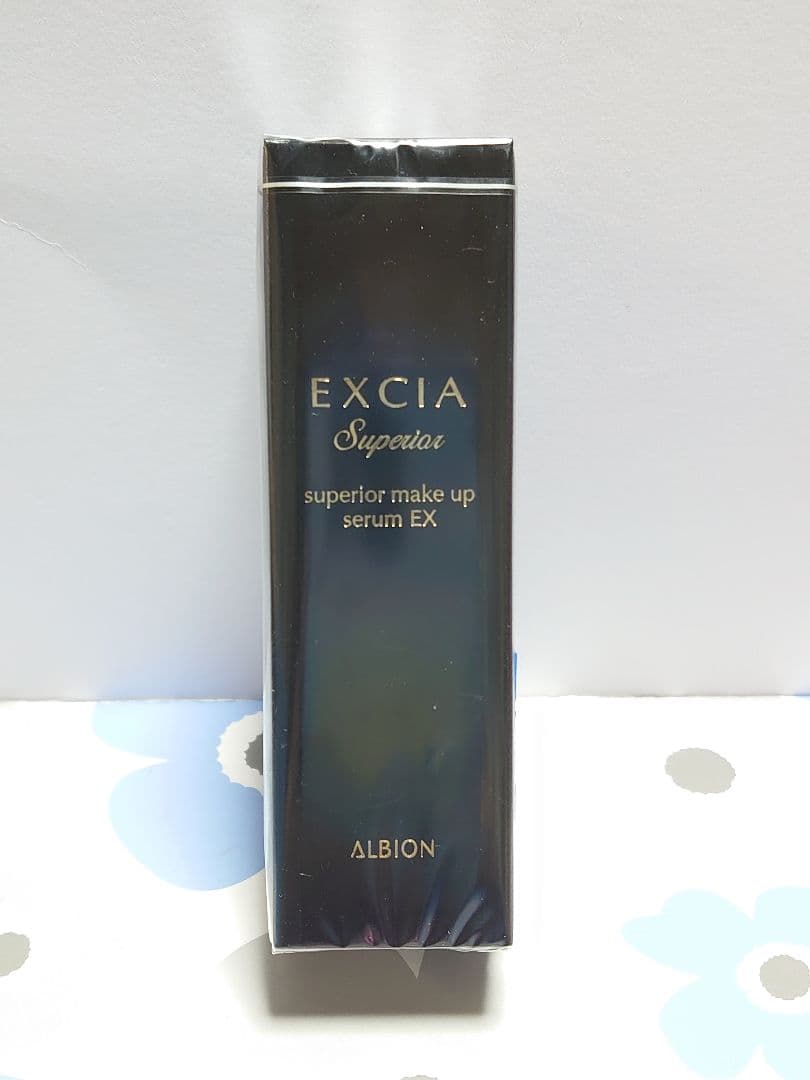 EXCIA
Superior
superior make up
serum EX
ALBION